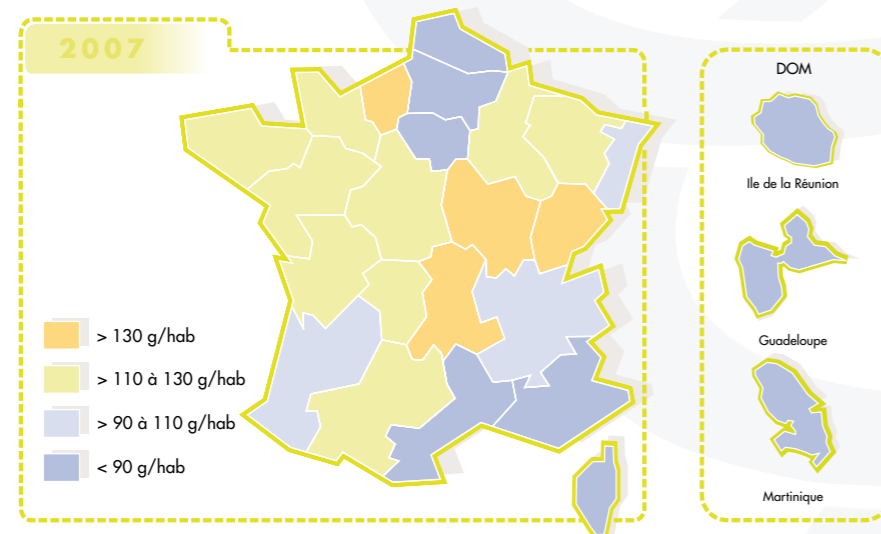 2007
> 130 g/hab
> 110 à 130 g/hab
> 90 à 110 g/hab
< 90 g/hab
DOM
Ile de la Réunion
Guadeloupe
Martinique